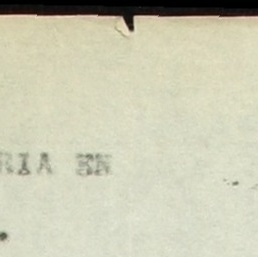 RIA EN
.